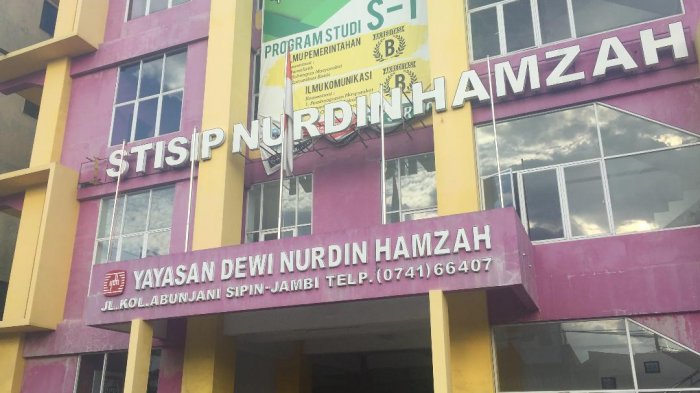 PROGRAM STUDI S-1
ILMU PEMERINTAHAN
B
ILMU KOMUNIKASI
B
STISIP NURDIN HAMZAH
YAYASAN DEWI NURDIN HAMZAH
JL.KOL.ABUNJANI SIPIN-JAMBI TELP.(0741)66407